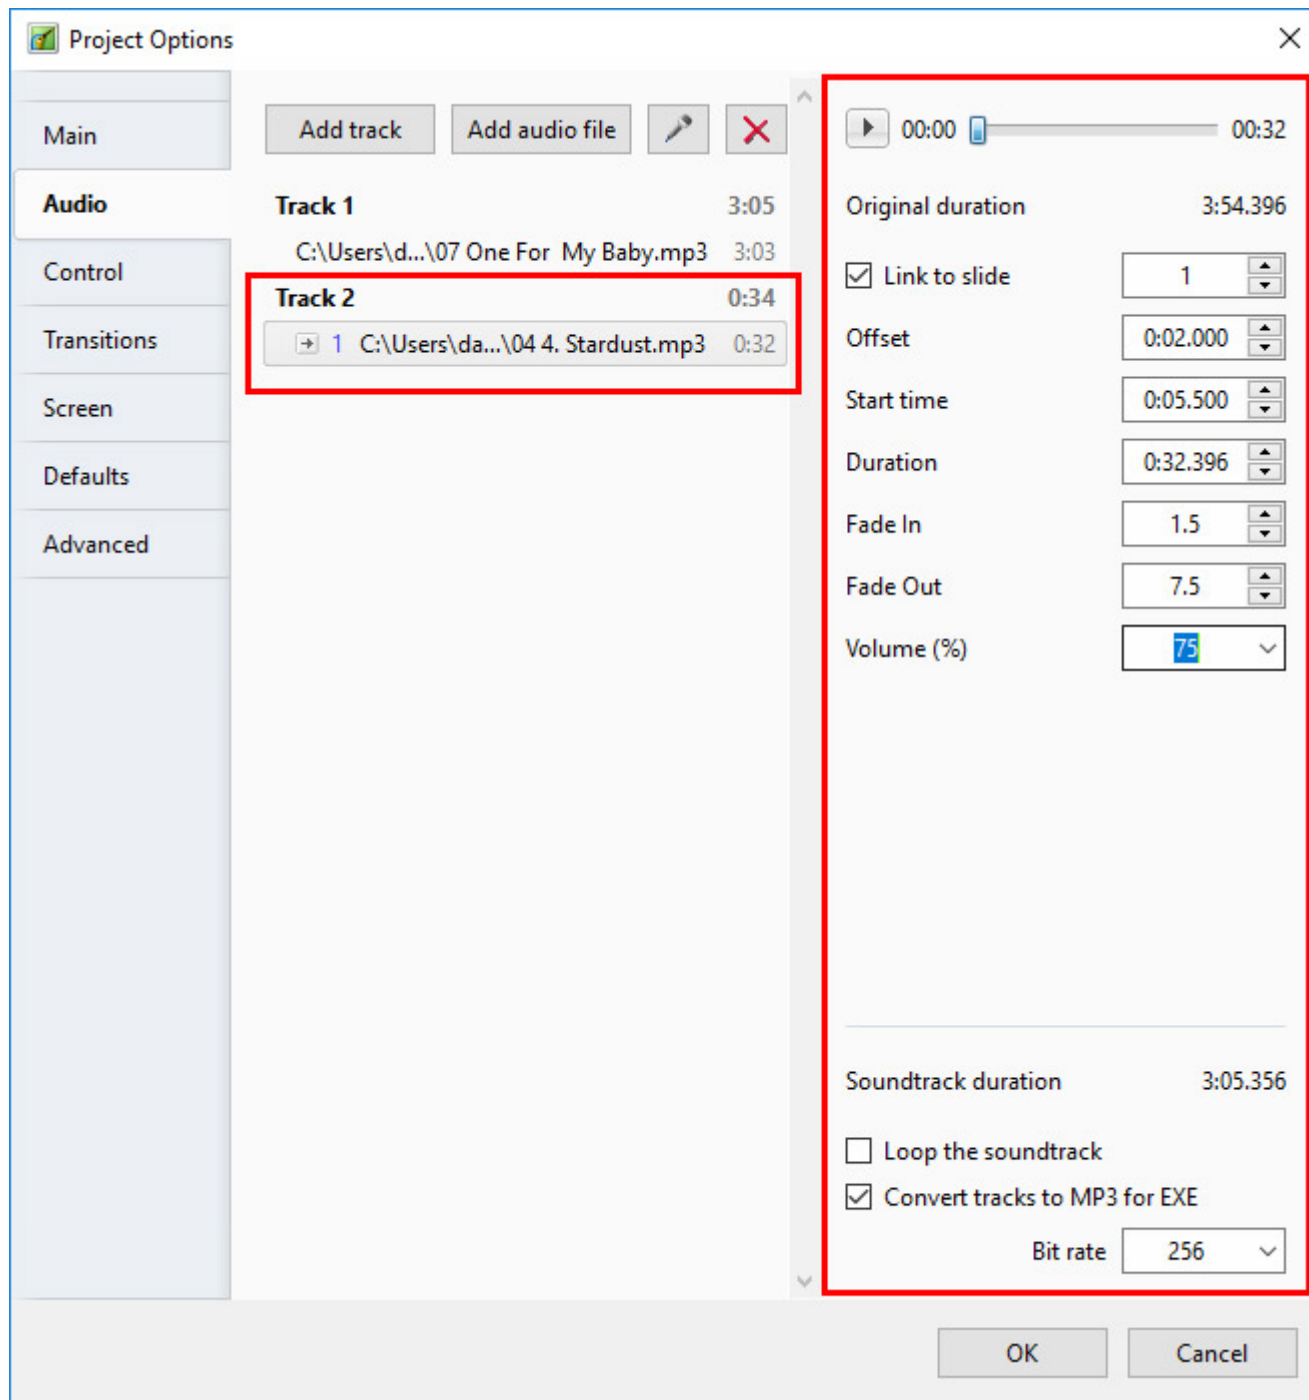 Project Options
Main
Audio
Control
Transitions
Screen
Defaults
Advanced
Add track Add audio file
Track 1 3:05
C:\Users\d...\07 One For My Baby.mp3 3:03
Track 2 0:34
1 C:\Users\da...\04 4. Stardust.mp3 0:32
00:00 00:32
Original duration 3:54.396
Link to slide 1
Offset 0:02.000
Start time 0:05.500
Duration 0:32.396
Fade In 1.5
Fade Out 7.5
Volume (%) 75
Soundtrack duration 3:05.356
Loop the soundtrack
Convert tracks to MP3 for EXE
Bit rate 256
OK Cancel